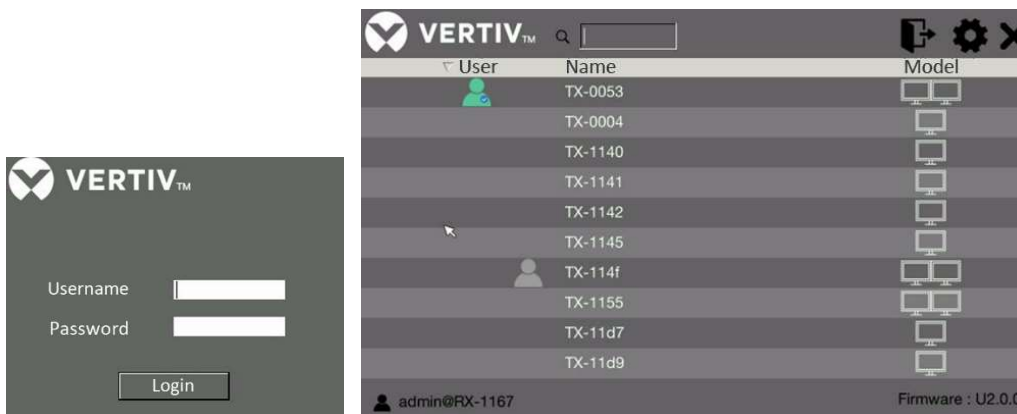 VERTIV™
Username
Password
Login
VERTIV™
User Name Model
TX-0053
TX-0004
TX-1140
TX-1141
TX-1142
TX-1145
TX-114f
TX-1155
TX-11d7
TX-11d9
admin@RX-1167 Firmware : U2.0.0